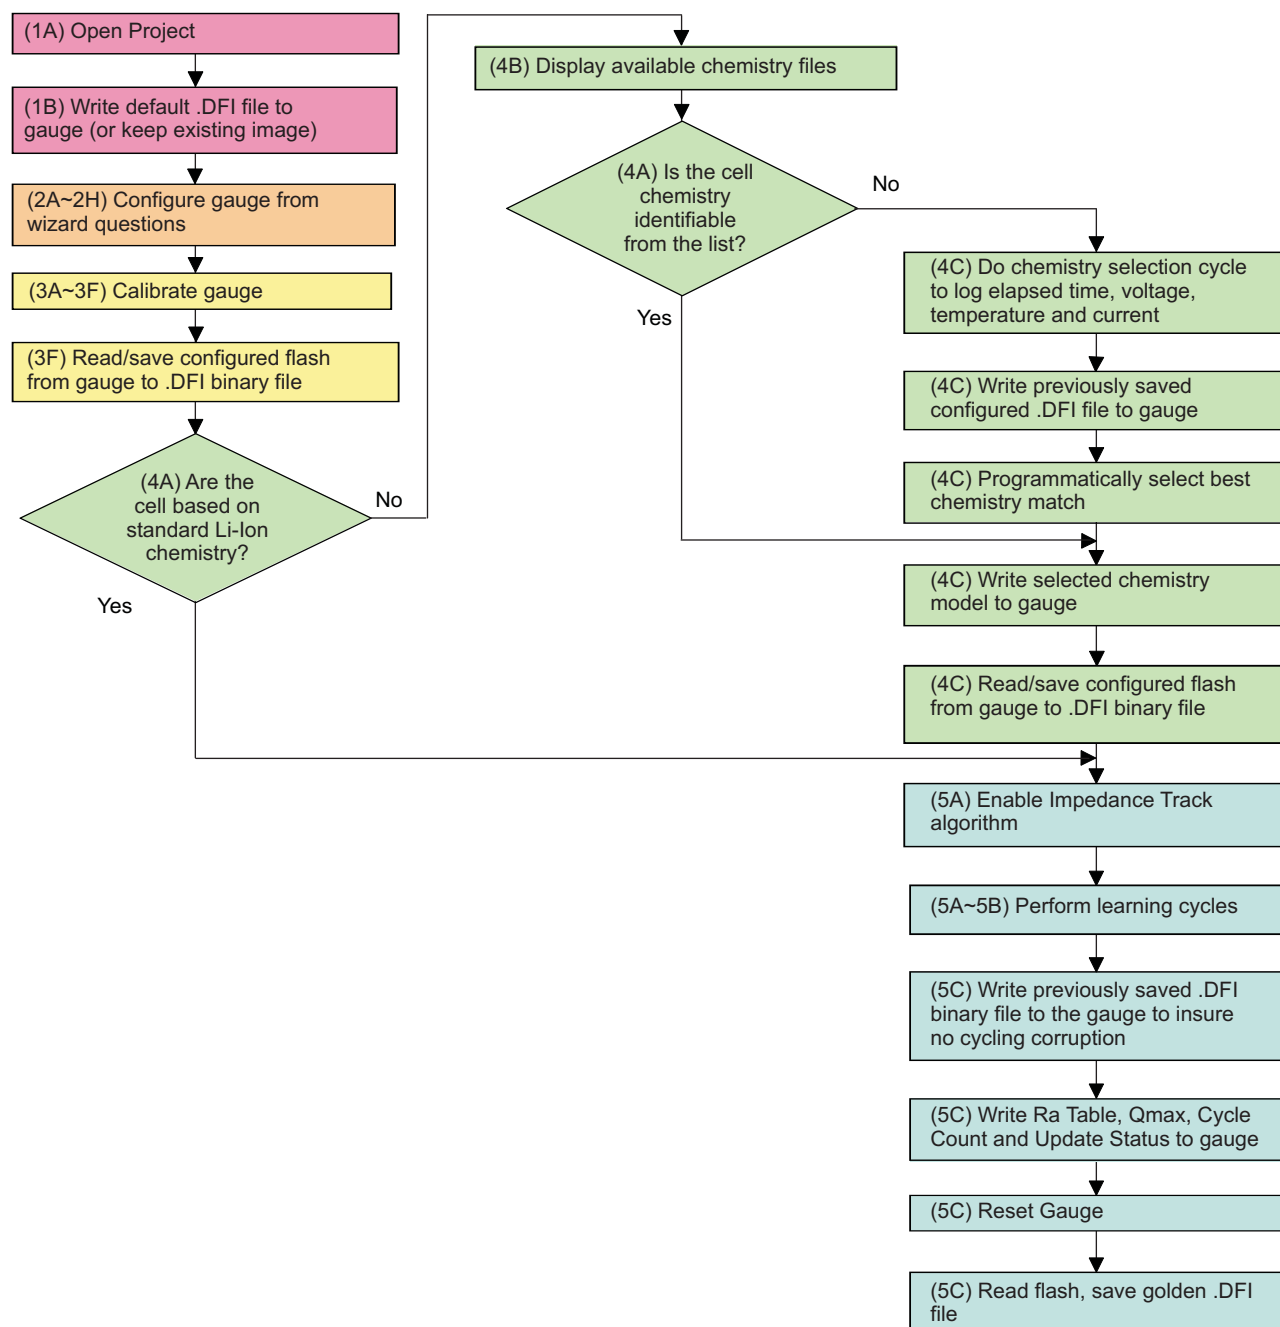 (1A) Open Project
(1B) Write default .DFI file to
gauge (or keep existing image)
(2A~2H) Configure gauge from
wizard questions
(3A~3F) Calibrate gauge
(3F) Read/save configured flash
from gauge to .DFI binary file
(4A) Are the
cell based on
standard Li-Ion
chemistry?
No
Yes
(4B) Display available chemistry files
(4A) Is the cell
chemistry
identifiable
from the list?
No
Yes
(4C) Do chemistry selection cycle
to log elapsed time, voltage,
temperature and current
(4C) Write previously saved
configured .DFI file to gauge
(4C) Programmatically select best
chemistry match
(4C) Write selected chemistry
model to gauge
(4C) Read/save configured flash
from gauge to .DFI binary file
(5A) Enable Impedance Track
algorithm
(5A~5B) Perform learning cycles
(5C) Write previously saved .DFI
binary file to the gauge to insure
no cycling corruption
(5C) Write Ra Table, Qmax, Cycle
Count and Update Status to gauge
(5C) Reset Gauge
(5C) Read flash, save golden .DFI
file